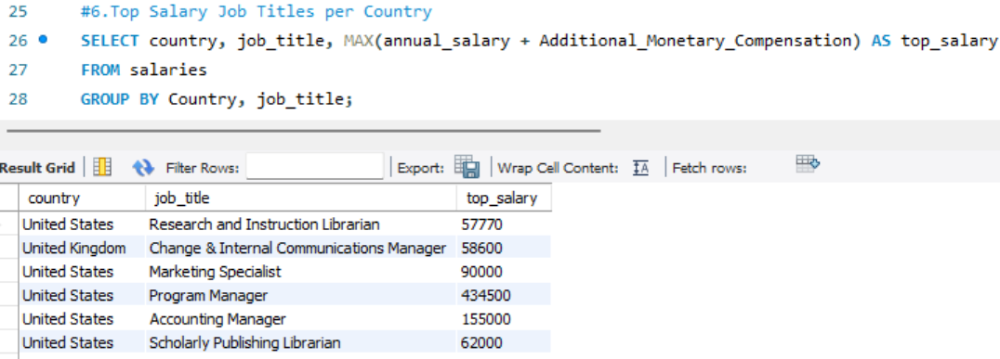 25 #6.Top Salary Job Titles per Country
26 SELECT country, job_title, MAX(annual_salary + Additional_Monetary_Compensation) AS top_salary
27 FROM salaries
28 GROUP BY Country, job_title;
Result Grid Filter Rows: Export: Wrap Cell Content: IA Fetch rows:
country job_title top_salary
United States Research and Instruction Librarian 57770
United Kingdom Change & Internal Communications Manager 58600
United States Marketing Specialist 90000
United States Program Manager 434500
United States Accounting Manager 155000
United States Scholarly Publishing Librarian 62000